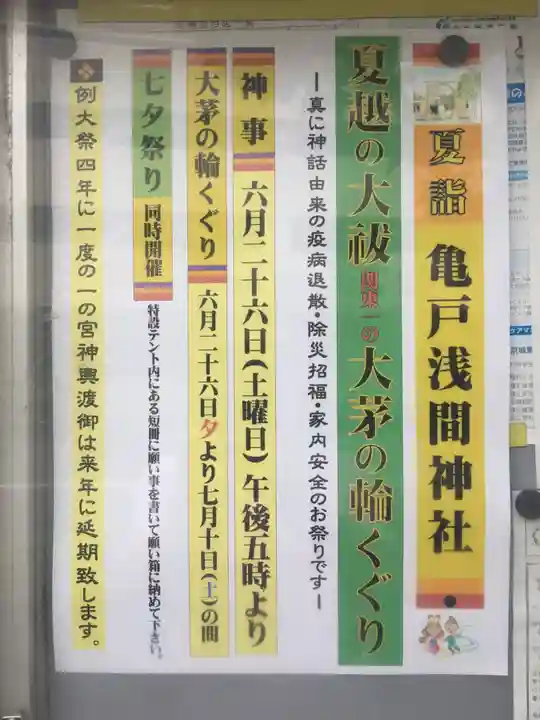 夏詣 亀戸浅間神社
夏越の大祓 関東一の大茅の輪くぐり
ー真に神話由来の疫病退散・除災招福・家内安全のお祭りですー
神事 六月二十六日(土曜日)午後五時より
大茅の輪くぐり 六月二十六日夕より七月十日(土)の間
七夕祭り 同時開催 特設テント内にある短冊に願い事を書いて願い箱に納めて下さい。
例大祭四年に一度の一の宮神輿渡御は来年に延期致します。